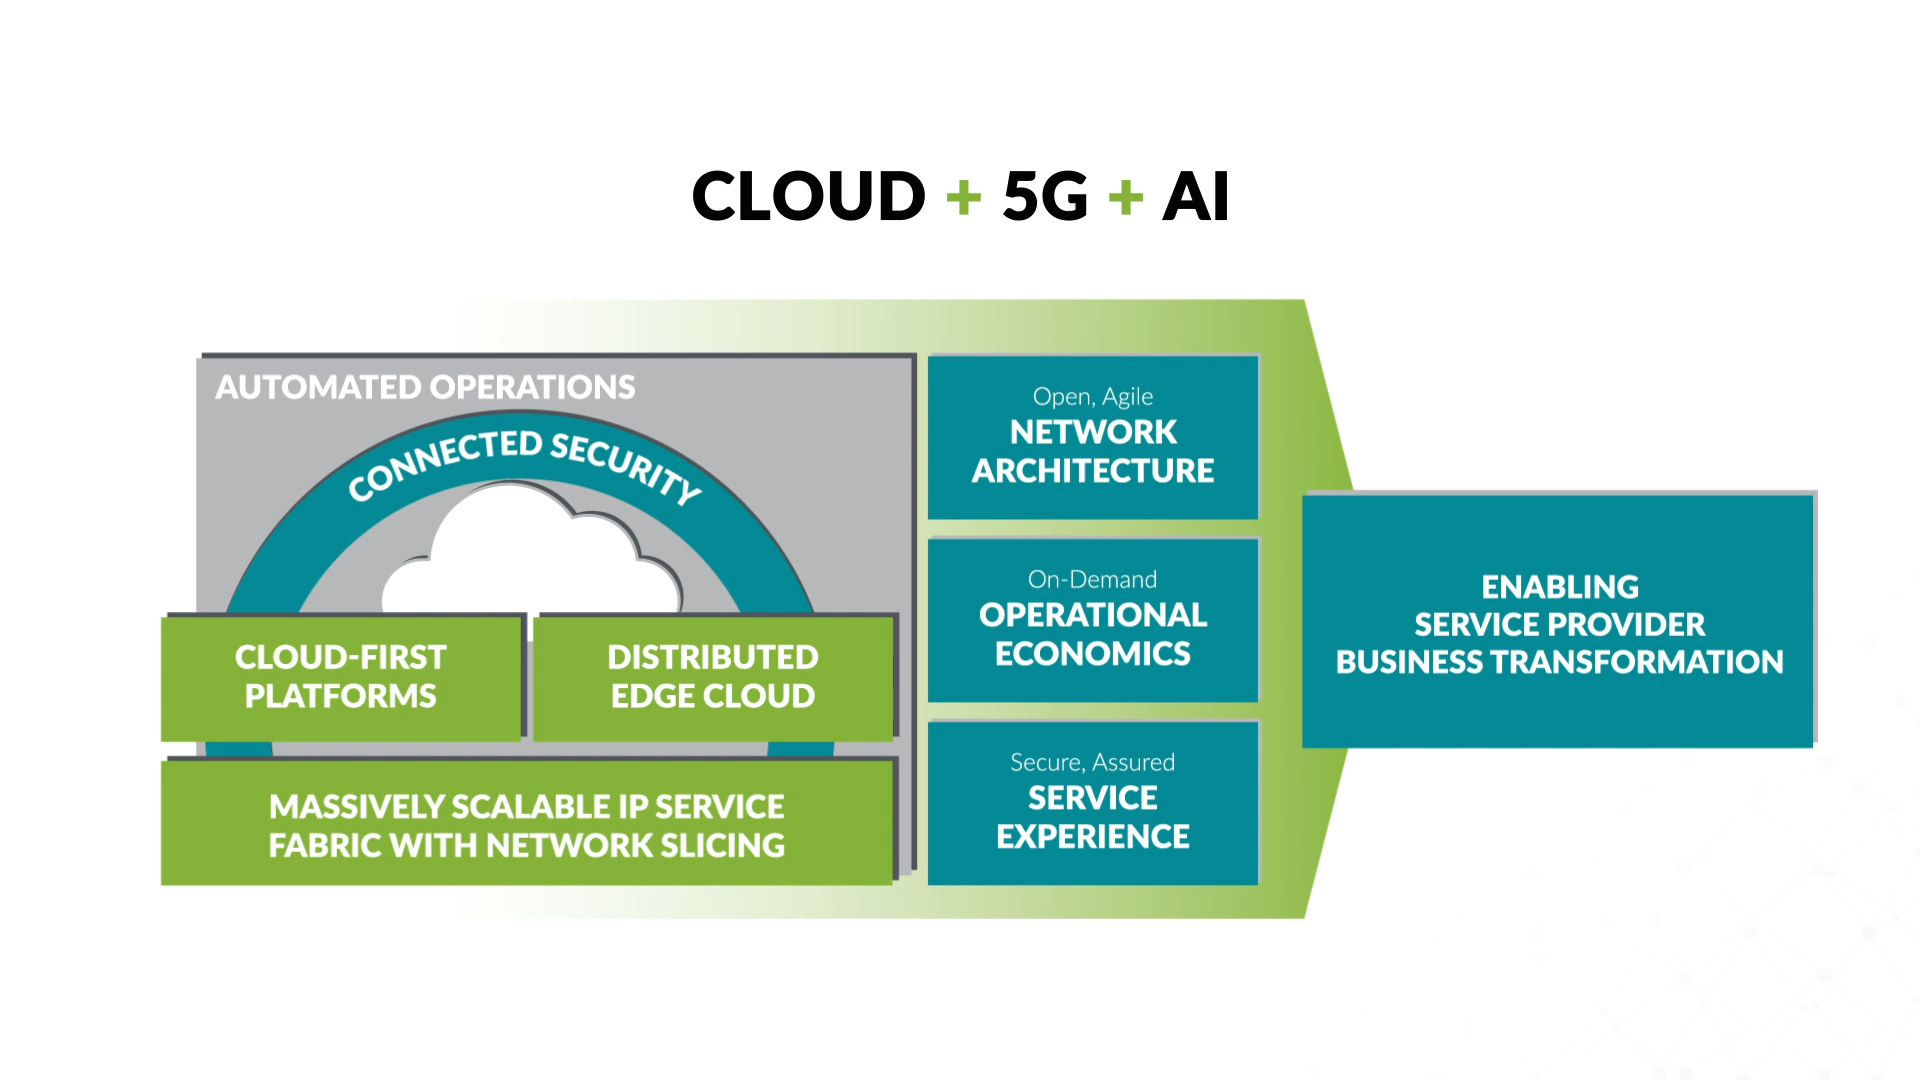 CLOUD + 5G + AI
AUTOMATED OPERATIONS
CONNECTED SECURITY
CLOUD-FIRST
PLATFORMS
DISTRIBUTED
EDGE CLOUD
MASSIVELY SCALABLE IP SERVICE
FABRIC WITH NETWORK SLICING
Open, Agile
NETWORK
ARCHITECTURE
On-Demand
OPERATIONAL
ECONOMICS
Secure, Assured
SERVICE
EXPERIENCE
ENABLING
SERVICE PROVIDER
BUSINESS TRANSFORMATION